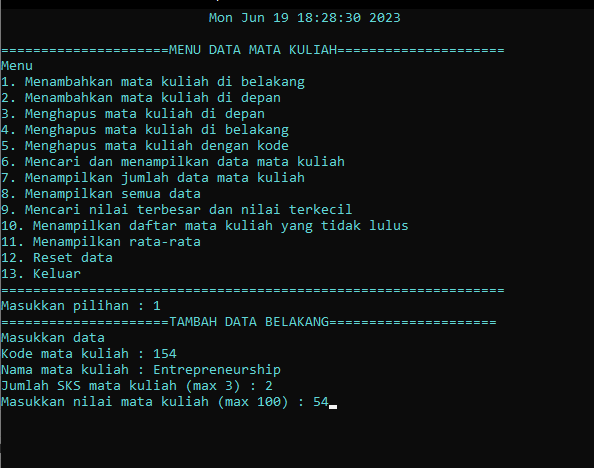 Mon Jun 19 18:28:30 2023
=====================MENU DATA MATA KULIAH=====================
Menu
1. Menambahkan mata kuliah di belakang
2. Menambahkan mata kuliah di depan
3. Menghapus mata kuliah di depan
4. Menghapus mata kuliah di belakang
5. Menghapus mata kuliah dengan kode
6. Mencari dan menampilkan data mata kuliah
7. Menampilkan jumlah data mata kuliah
8. Menampilkan semua data
9. Mencari nilai terbesar dan nilai terkecil
10. Menampilkan daftar mata kuliah yang tidak lulus
11. Menampilkan rata-rata
12. Reset data
13. Keluar
===============================================================
Masukkan pilihan : 1
=====================TAMBAH DATA BELAKANG=====================
Masukkan data
Kode mata kuliah : 154
Nama mata kuliah : Entrepreneurship
Jumlah SKS mata kuliah (max 3) : 2
Masukkan nilai mata kuliah (max 100) : 54